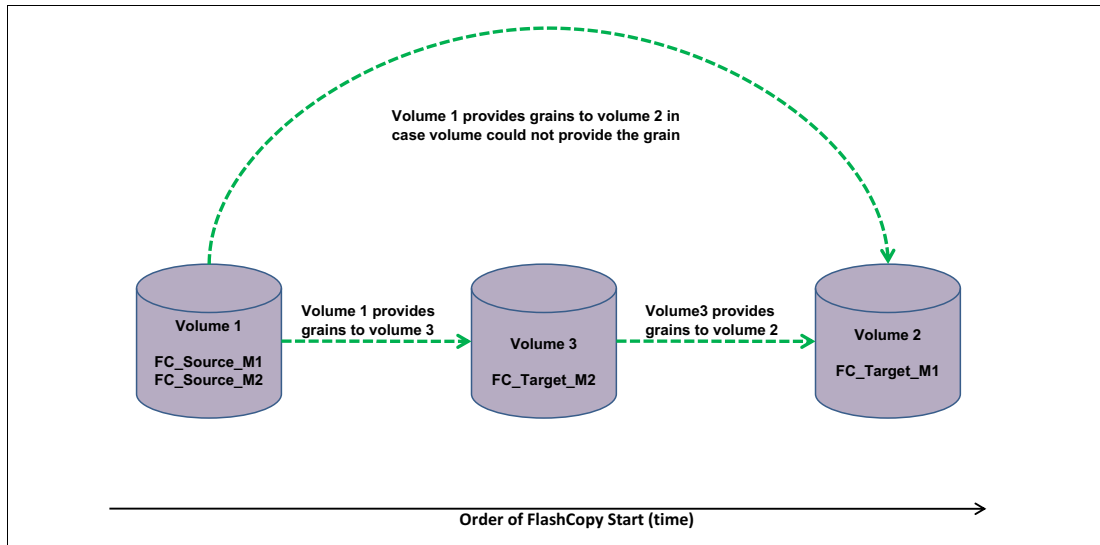 Volume 1 provides grains to volume 2 in
case volume could not provide the grain
Volume 1
FC_Source_M1
FC_Source_M2
Volume 1 provides
grains to volume 3
Volume 3
FC_Target_M2
Volume3 provides
grains to volume 2
Volume 2
FC_Target_M1
Order of FlashCopy Start (time)